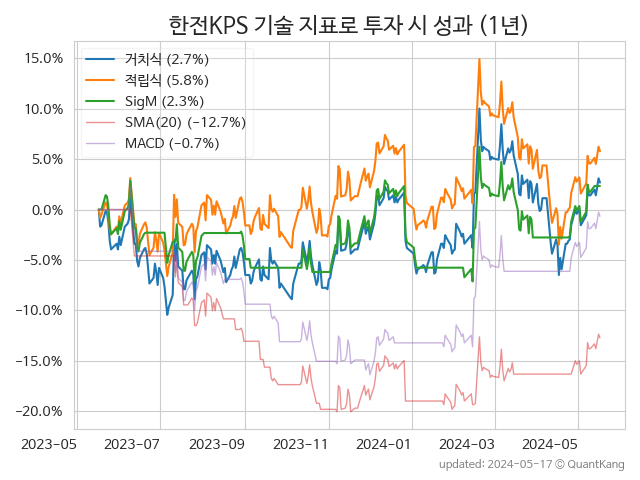 한전KPS 기술 지표로 투자 시 성과 (1년)
거치식 (2.7%)
적립식 (5.8%)
SigM (2.3%)
SMA(20) (−12.7%)
MACD (−0.7%)
15.0%
10.0%
5.0%
0.0%
−5.0%
−10.0%
−15.0%
−20.0%
2023−05 2023−07 2023−09 2023−11 2024−01 2024−03 2024−05
updated: 2024−05−17 © QuantKang